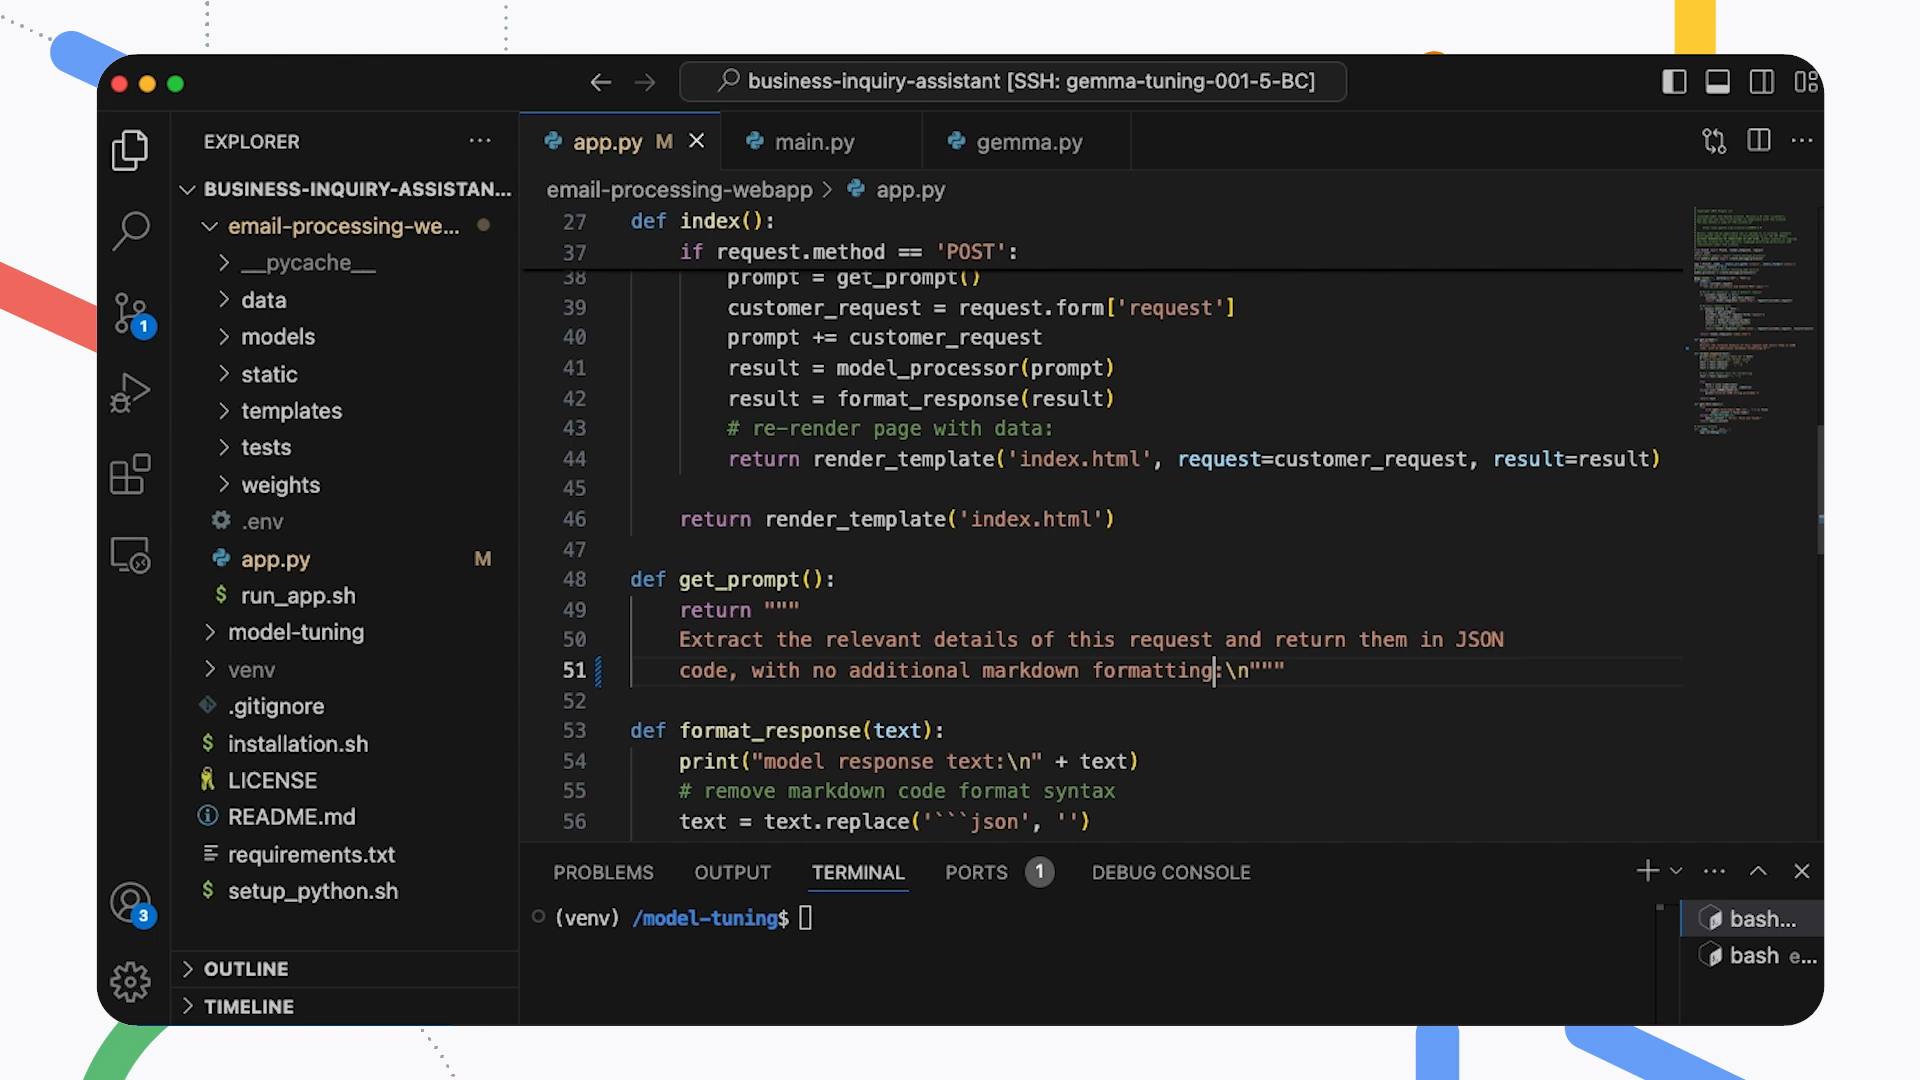 business-inquiry-assistant [SSH: gemma-tuning-001-5-BC]
EXPLORER
BUSINESS-INQUIRY-ASSISTAN...
email-processing-we...
__pycache__
data
models
static
templates
tests
weights
.env
app.py M
$ run_app.sh
model-tuning
venv
.gitignore
$ installation.sh
LICENSE
README.md
requirements.txt
$ setup_python.sh
OUTLINE
TIMELINE
1
3
app.py M
main.py
gemma.py
email-processing-webapp > app.py
27 def index():
37 if request.method == 'POST':
38 prompt = get_prompt()
39 customer_request = request.form['request']
40 prompt += customer_request
41 result = model_processor(prompt)
42 result = format_response(result)
43 # re-render page with data:
44 return render_template('index.html', request=customer_request, result=result)
45
46 return render_template('index.html')
47
48 def get_prompt():
49 return """
50 Extract the relevant details of this request and return them in JSON
51 code, with no additional markdown formatting:\n"""
52
53 def format_response(text):
54 print("model response text:\n" + text)
55 # remove markdown code format syntax
56 text = text.replace('```json', '')
PROBLEMS OUTPUT TERMINAL PORTS 1 DEBUG CONSOLE
(venv) /model-tuning$
bash...
bash e...